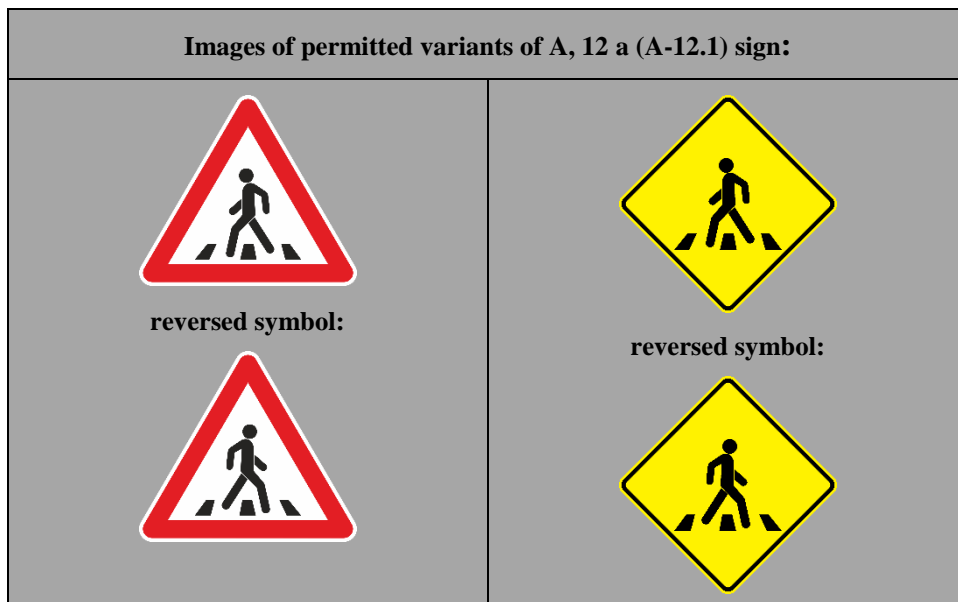 Images of permitted variants of A, 12 a (A-12.1) sign:
reversed symbol:
reversed symbol: